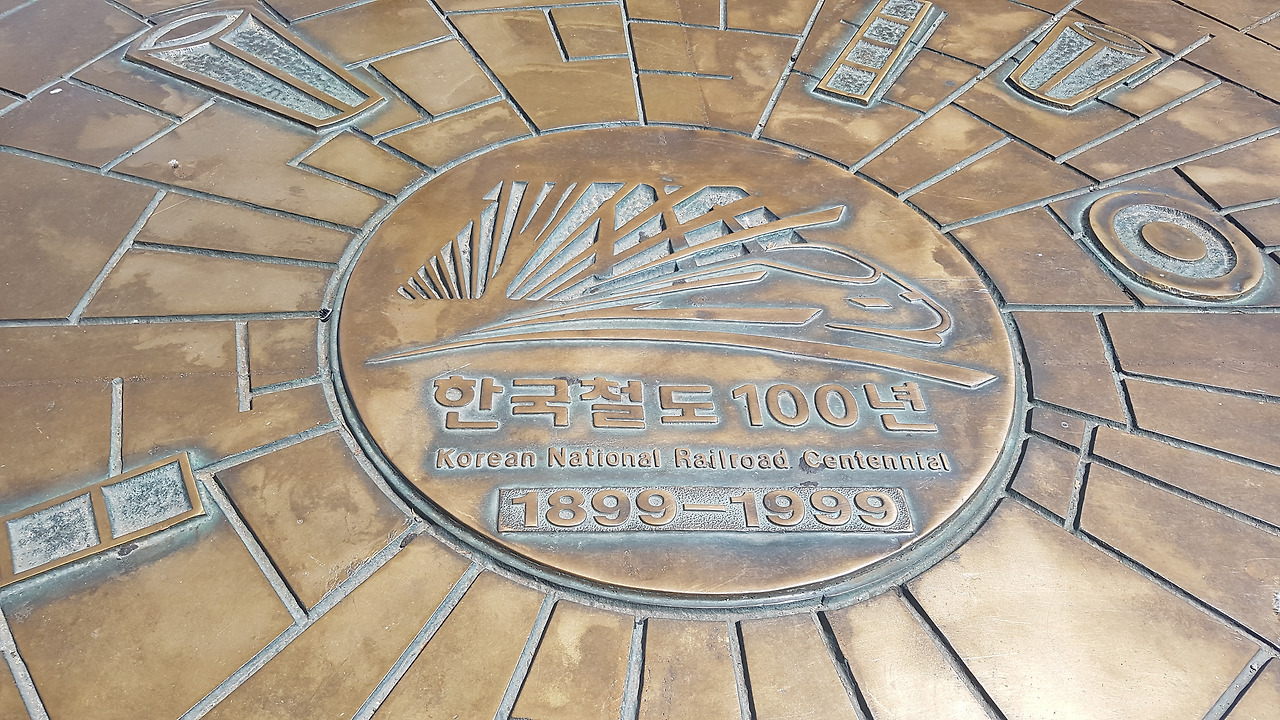 한국철도 100년
Korean National Railroad Centennial
1899-1999